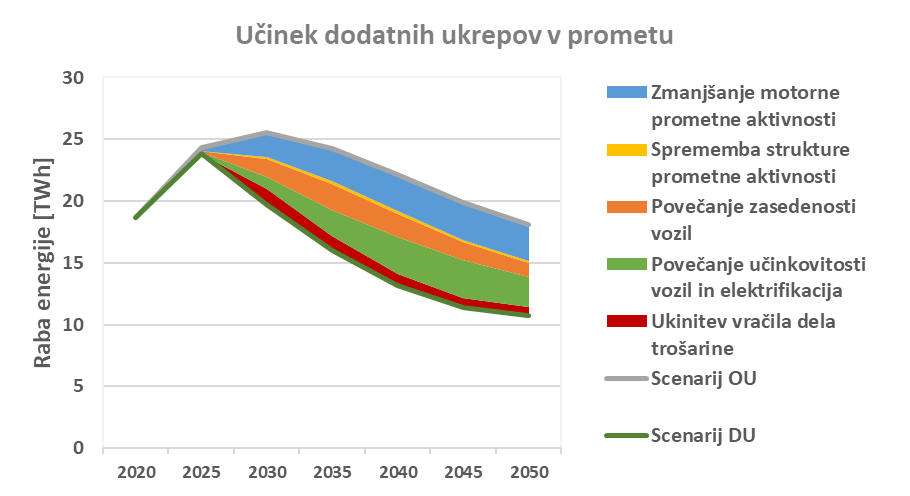 Učinek dodatnih ukrepov v prometu
Raba energije [TWh]
30
25
20
15
10
5
0
2020 2025 2030 2035 2040 2045 2050
Zmanjšanje motorne
prometne aktivnosti
Sprememba strukture
prometne aktivnosti
Povečanje zasedenosti
vozil
Povečanje učinkovitosti
vozil in elektrifikacija
Ukinitev vračila dela
trošarine
Scenarij OU
Scenarij DU